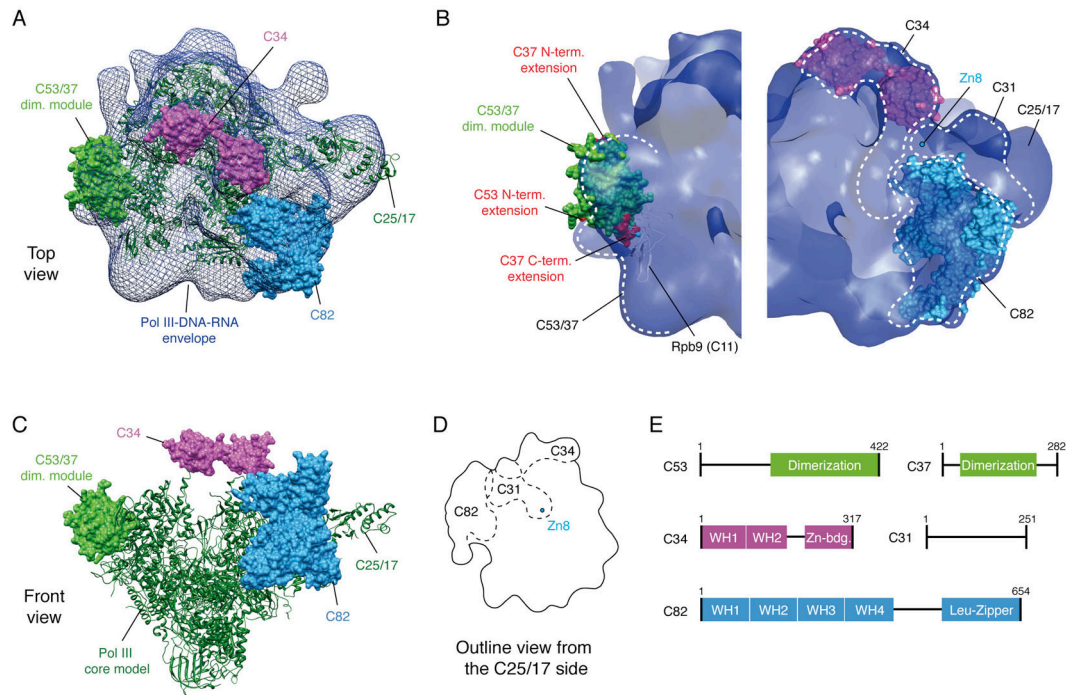 A
C34
C53/37
dim. module
C25/17
Top
view
C82
Pol III-DNA-RNA
envelope
B
C37 N-term.
extension
C53/37
dim. module
C53 N-term.
extension
C37 C-term.
extension
C53/37
Rpb9 (C11)
C34
Zn8
C31
C25/17
C82
C
C34
C53/37
dim. module
C25/17
Front
view
C82
Pol III
core model
D
C34
C31
C82
Zn8
Outline view from
the C25/17 side
E
1 422
C53 Dimerization
1 282
C37 Dimerization
1 317
C34 WH1 WH2 Zn-bdg.
1 251
C31
1 654
C82 WH1 WH2 WH3 WH4 Leu-Zipper